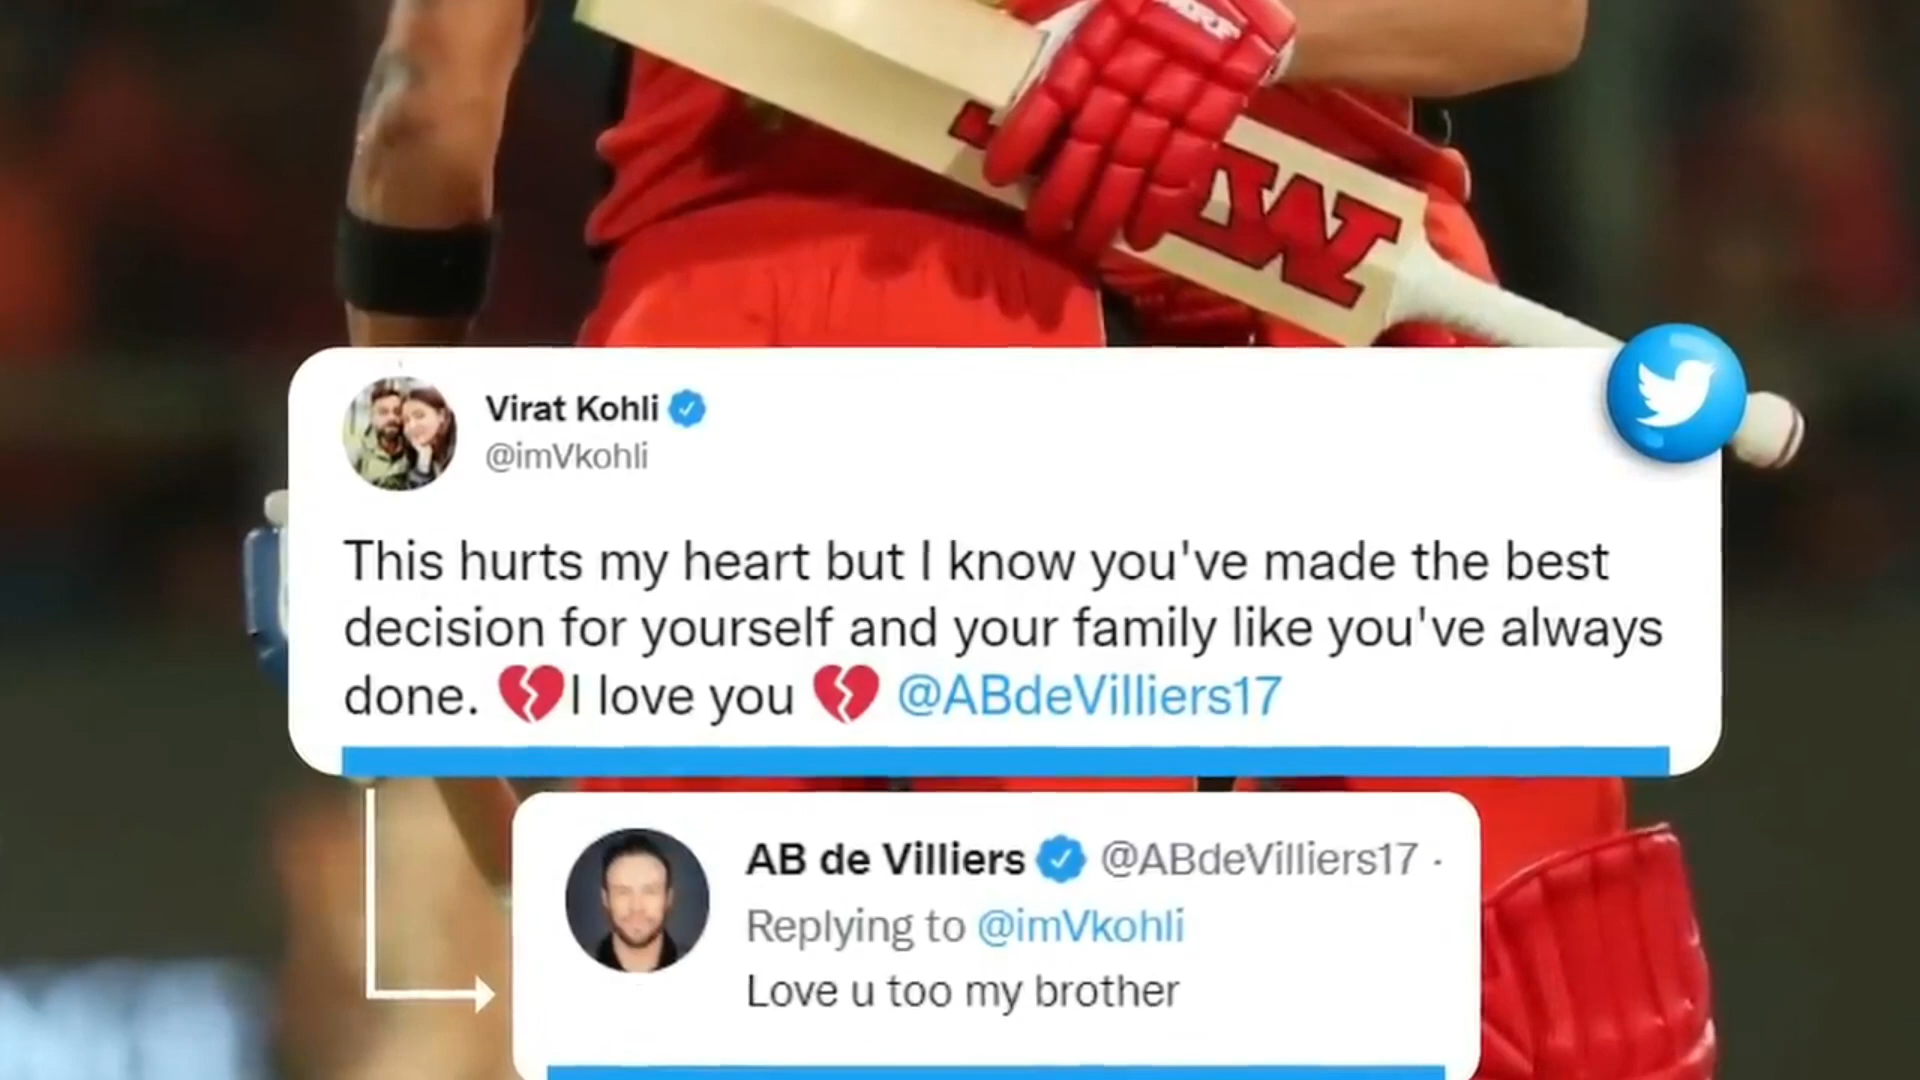 Virat Kohli
@imVkohli
This hurts my heart but I know you've made the best
decision for yourself and your family like you've always
done. 💔I love you 💔 @ABdeVilliers17
AB de Villiers @ABdeVilliers17 ·
Replying to @imVkohli
Love u too my brother